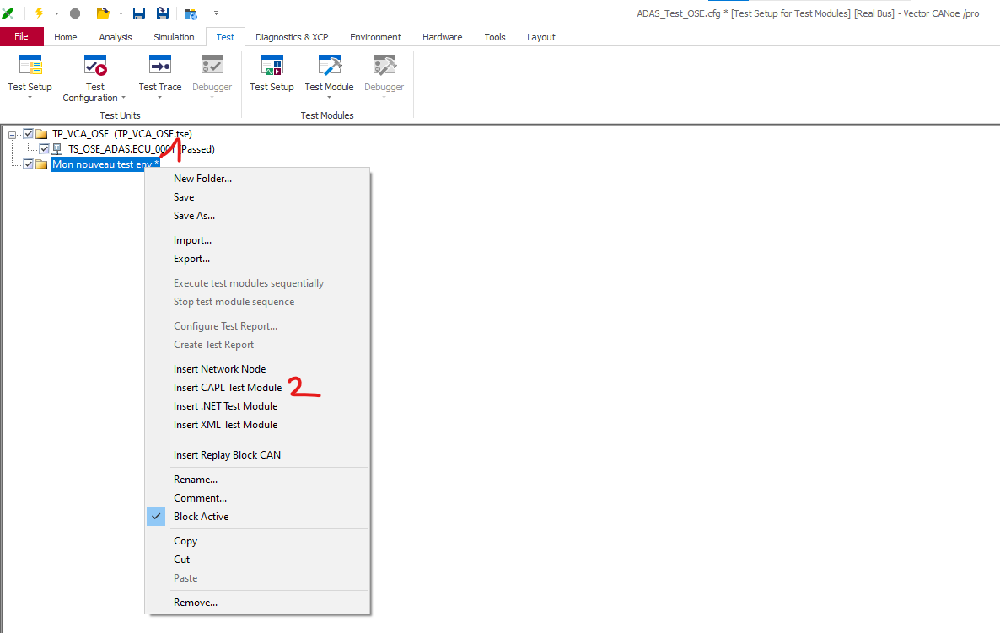 ADAS_Test_OSE.cfg * [Test Setup for Test Modules] [Real Bus] - Vector CANoe /pro
File Home Analysis Simulation Test Diagnostics & XCP Environment Hardware Tools Layout
Test Setup Test Configuration Test Trace Debugger Test Setup Test Module Debugger
Test Units Test Modules
TP_VCA_OSE (TP_VCA_OSE.tse)
TS_OSE_ADAS.ECU_0001 (Passed)
1
Mon nouveau test env *
New Folder...
Save
Save As...
Import...
Export...
Execute test modules sequentially
Stop test module sequence
Configure Test Report...
Create Test Report
Insert Network Node
Insert CAPL Test Module 2
Insert .NET Test Module
Insert XML Test Module
Insert Replay Block CAN
Rename...
Comment...
Block Active
Copy
Cut
Paste
Remove...